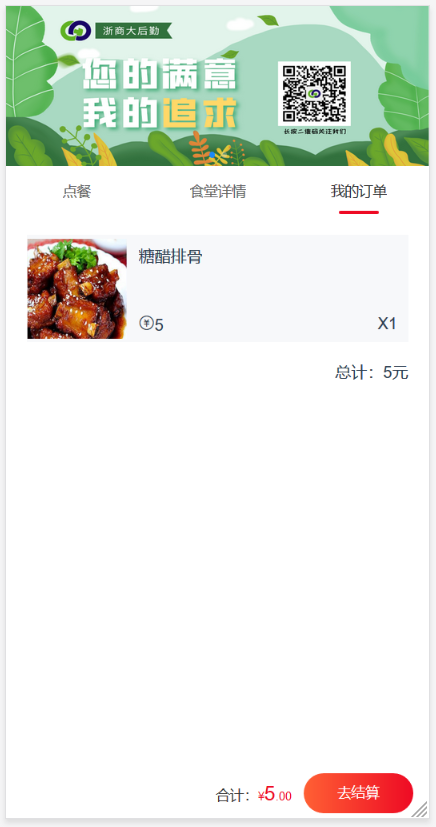 浙商大后勤
您的满意
我的追求
长按二维码关注我们
点餐
食堂详情
我的订单
糖醋排骨
¥5
X1
总计：5元
合计：¥5.00
去结算